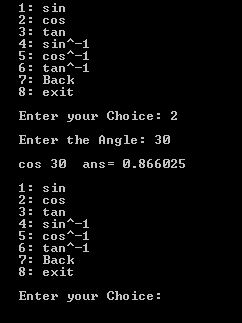 1: sin
2: cos
3: tan
4: sin^-1
5: cos^-1
6: tan^-1
7: Back
8: exit
Enter your Choice: 2
Enter the Angle: 30
cos 30  ans= 0.866025
1: sin
2: cos
3: tan
4: sin^-1
5: cos^-1
6: tan^-1
7: Back
8: exit
Enter your Choice: